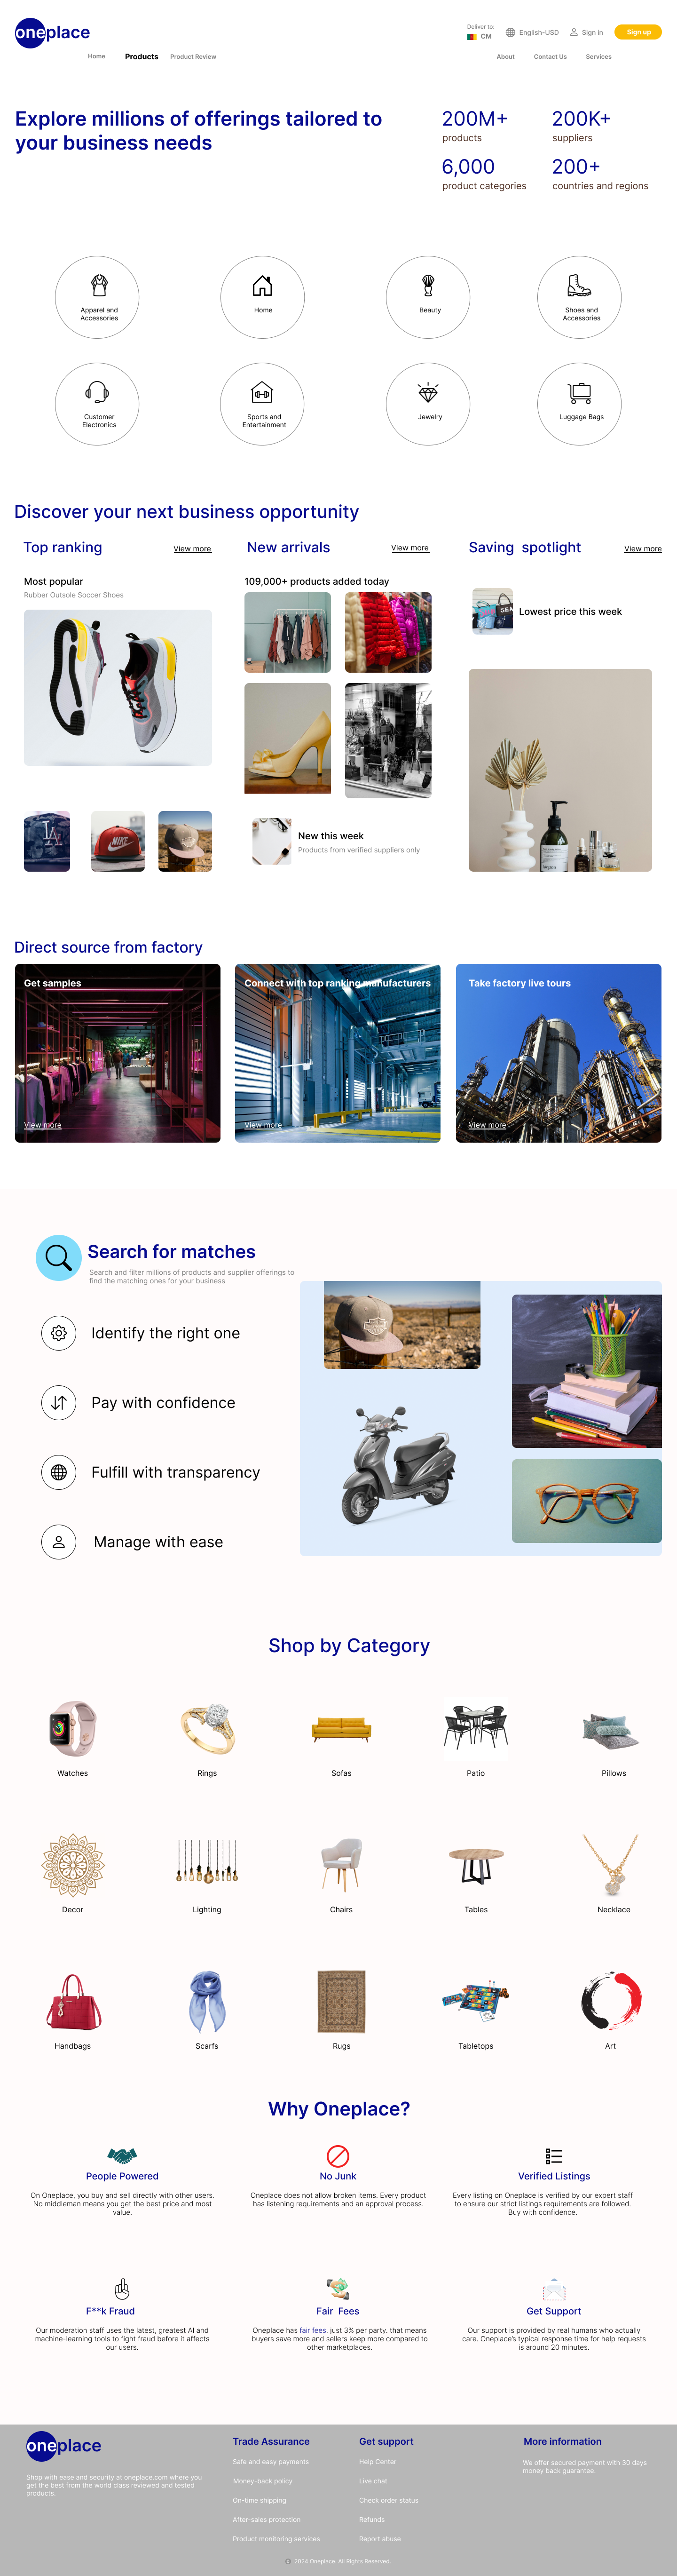 oneplace
Deliver to:
CM
English-USD
Sign in
Sign up
Home
Products
Product Review
About
Contact Us
Services
Explore millions of offerings tailored to
your business needs
200M+
products
200K+
suppliers
6,000
product categories
200+
countries and regions
Apparel and
Accessories
Home
Beauty
Shoes and
Accessories
Customer
Electronics
Sports and
Entertainment
Jewelry
Luggage Bags
Discover your next business opportunity
Top ranking
View more
Most popular
Rubber Outsole Soccer Shoes
LA
NIKE
New arrivals
View more
109,000+ products added today
New this week
Products from verified suppliers only
Saving spotlight
View more
SEA
Lowest price this week
Direct source from factory
Get samples
View more
Connect with top ranking manufacturers
View more
Take factory live tours
View more
Search for matches
Search and filter millions of products and supplier offerings to
find the matching ones for your business
Identify the right one
Pay with confidence
Fulfill with transparency
Manage with ease
Shop by Category
Watches
Rings
Sofas
Patio
Pillows
Decor
Lighting
Chairs
Tables
Necklace
Handbags
Scarfs
Rugs
Tabletops
Art
Why Oneplace?
People Powered
On Oneplace, you buy and sell directly with other users.
No middleman means you get the best price and most
value.
No Junk
Oneplace does not allow broken items. Every product
has listening requirements and an approval process.
Verified Listings
Every listing on Oneplace is verified by our expert staff
to ensure our strict listings requirements are followed.
Buy with confidence.
F**k Fraud
Our moderation staff uses the latest, greatest AI and
machine-learning tools to fight fraud before it affects
our users.
Fair Fees
Oneplace has fair fees, just 3% per party. that means
buyers save more and sellers keep more compared to
other marketplaces.
Get Support
Our support is provided by real humans who actually
care. Oneplace's typical response time for help requests
is around 20 minutes.
oneplace
Shop with ease and security at oneplace.com where you
get the best from the world class reviewed and tested
products.
Trade Assurance
Safe and easy payments
Money-back policy
On-time shipping
After-sales protection
Product monitoring services
Get support
Help Center
Live chat
Check order status
Refunds
Report abuse
More information
We offer secured payment with 30 days
money back guarantee.
© 2024 Oneplace. All Rights Reserved.